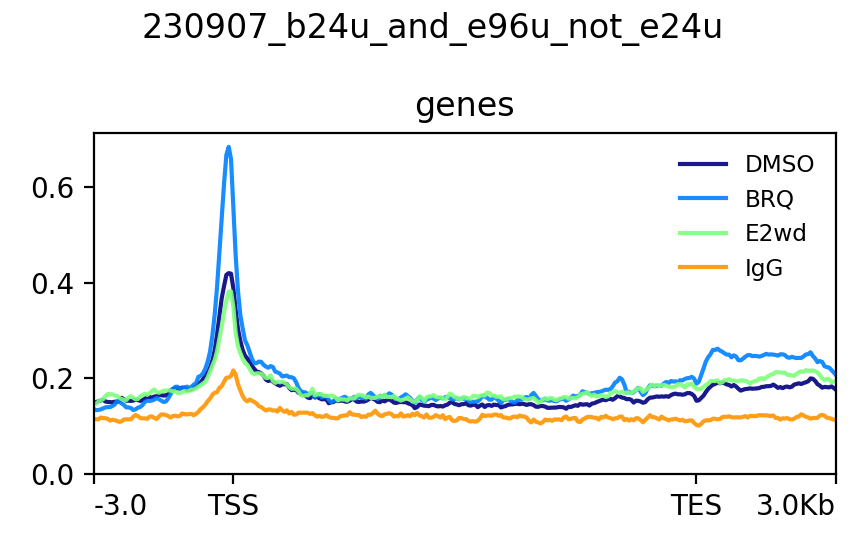 230907_b24u_and_e96u_not_e24u
genes
DMSO
BRQ
E2wd
IgG
0.6
0.4
0.2
0.0
-3.0 TSS TES 3.0Kb